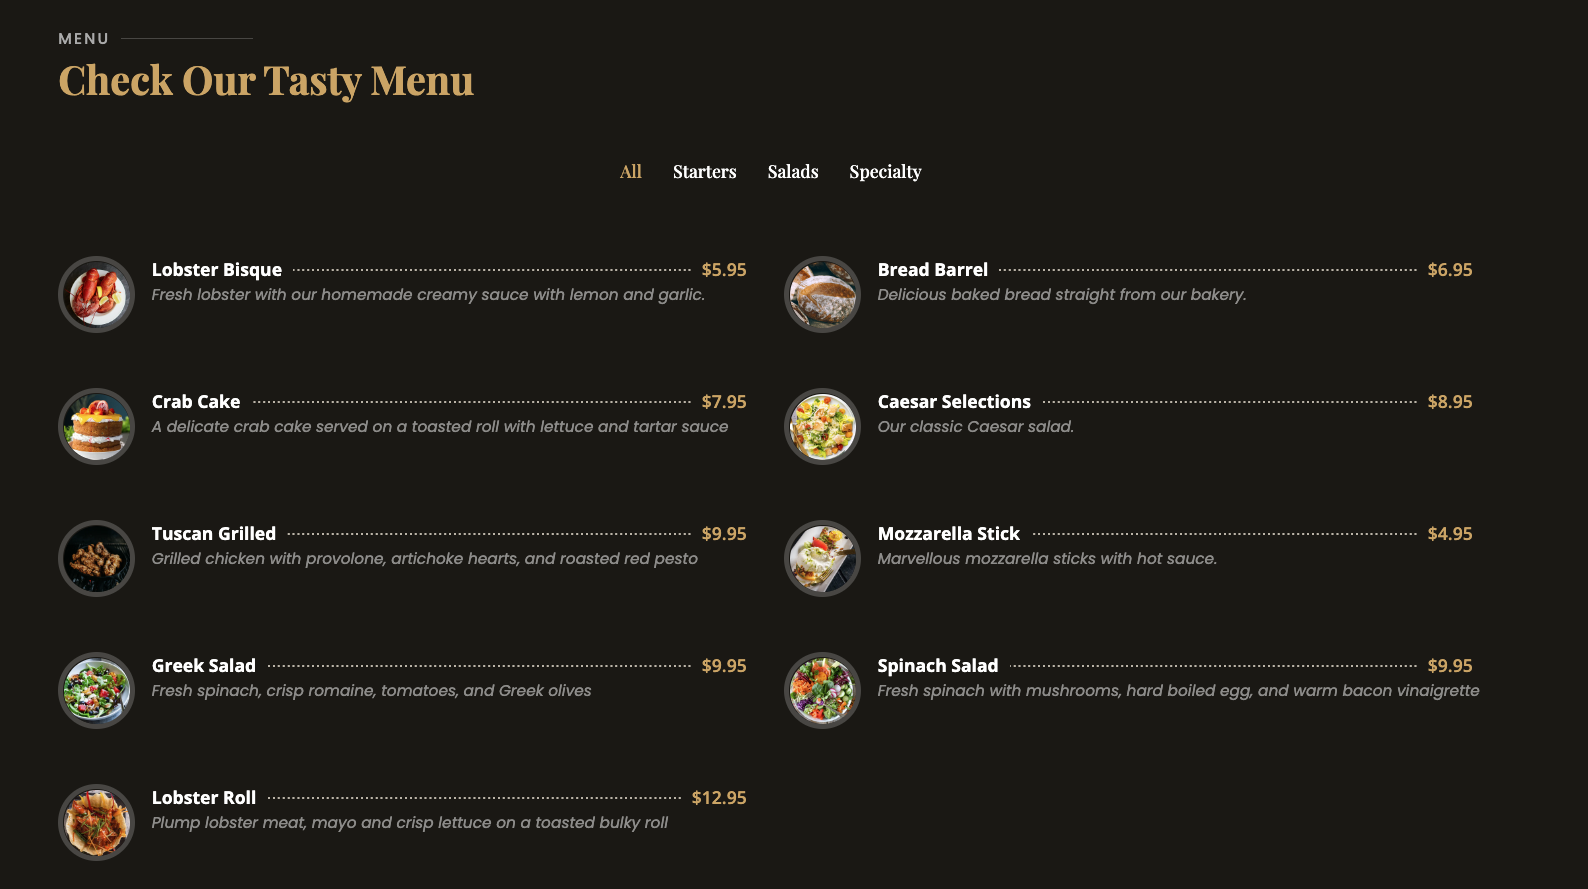 MENU
Check Our Tasty Menu
All Starters Salads Specialty
Lobster Bisque $5.95
Fresh lobster with our homemade creamy sauce with lemon and garlic.
Bread Barrel $6.95
Delicious baked bread straight from our bakery.
Crab Cake $7.95
A delicate crab cake served on a toasted roll with lettuce and tartar sauce
Caesar Selections $8.95
Our classic Caesar salad.
Tuscan Grilled $9.95
Grilled chicken with provolone, artichoke hearts, and roasted red pesto
Mozzarella Stick $4.95
Marvellous mozzarella sticks with hot sauce.
Greek Salad $9.95
Fresh spinach, crisp romaine, tomatoes, and Greek olives
Spinach Salad $9.95
Fresh spinach with mushrooms, hard boiled egg, and warm bacon vinaigrette
Lobster Roll $12.95
Plump lobster meat, mayo and crisp lettuce on a toasted bulky roll